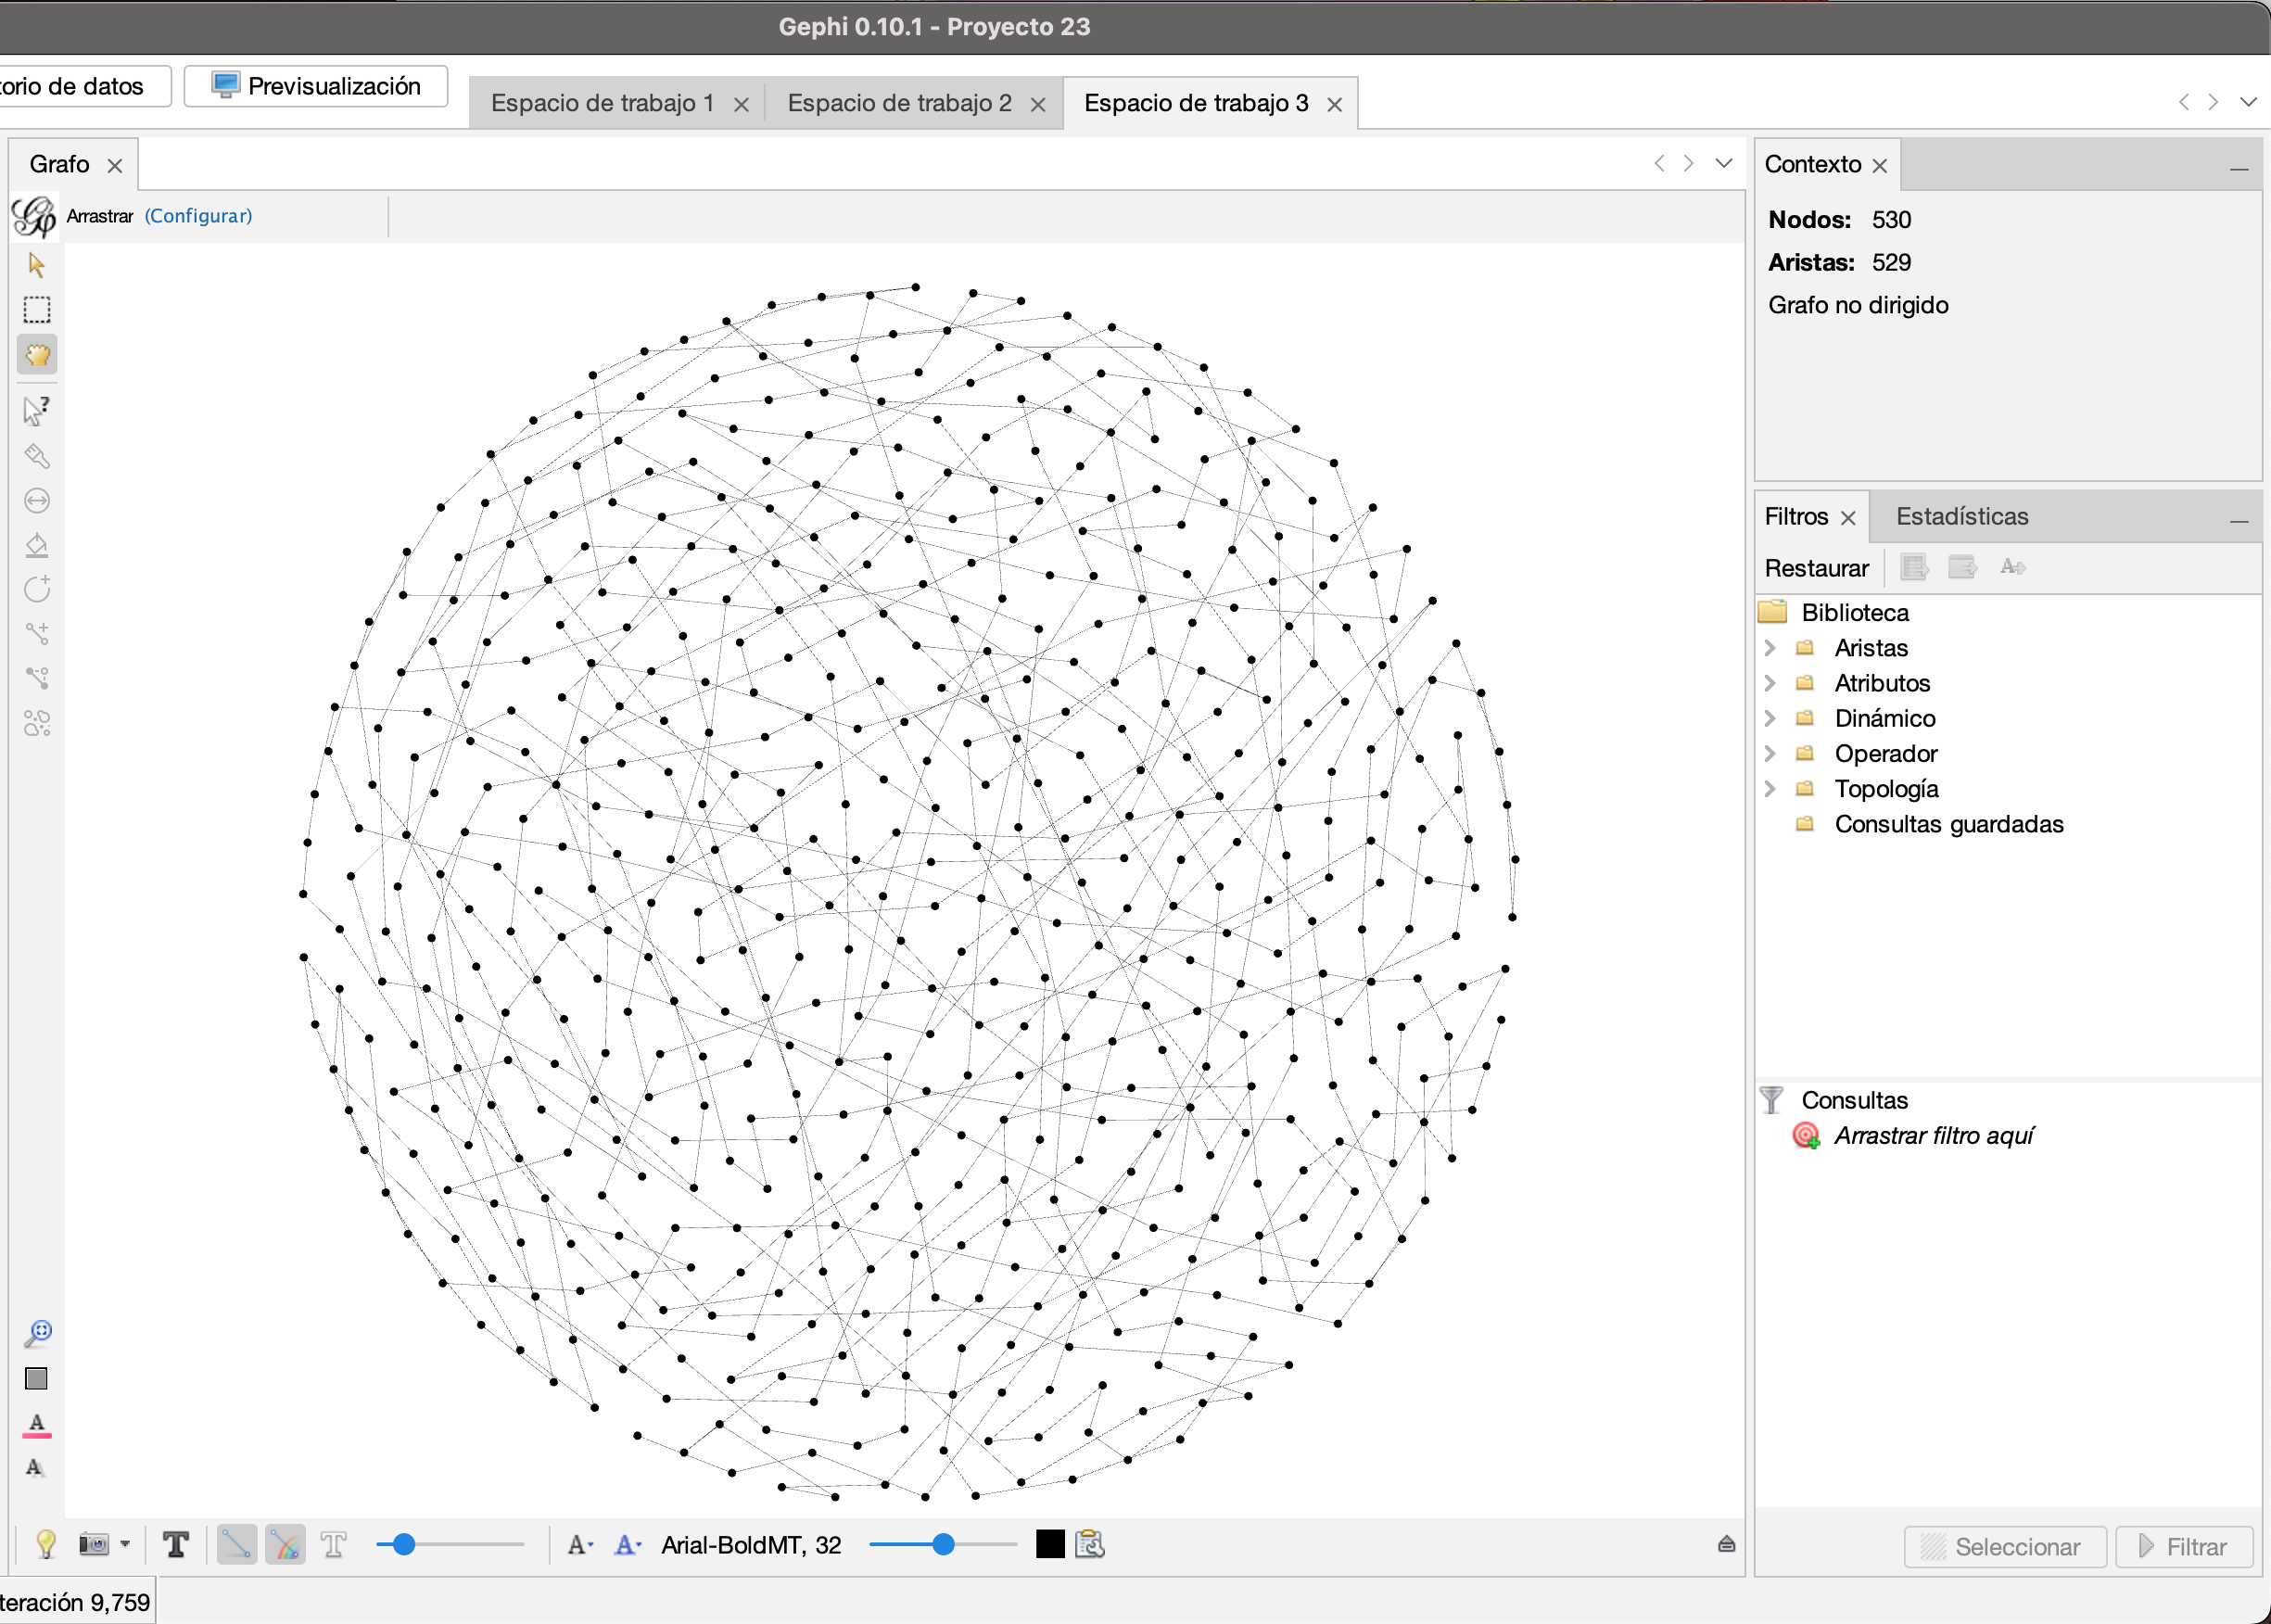 Gephi 0.10.1 - Proyecto 23
torio de datos
Previsualización
Espacio de trabajo 1
Espacio de trabajo 2
Espacio de trabajo 3
Grafo
Arrastrar (Configurar)
Contexto
Nodos: 530
Aristas: 529
Grafo no dirigido
Filtros
Estadísticas
Restaurar
Biblioteca
Aristas
Atributos
Dinámico
Operador
Topología
Consultas guardadas
Consultas
Arrastrar filtro aquí
Arial-BoldMT, 32
Seleccionar
Filtrar
teración 9,759